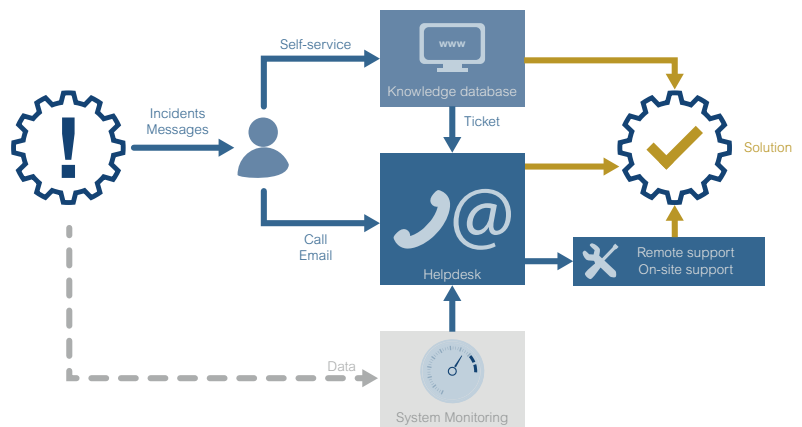 Self-service
www
Knowledge database
Incidents
Messages
Ticket
Solution
@
Call
Email
Helpdesk
Remote support
On-site support
Data
System Monitoring